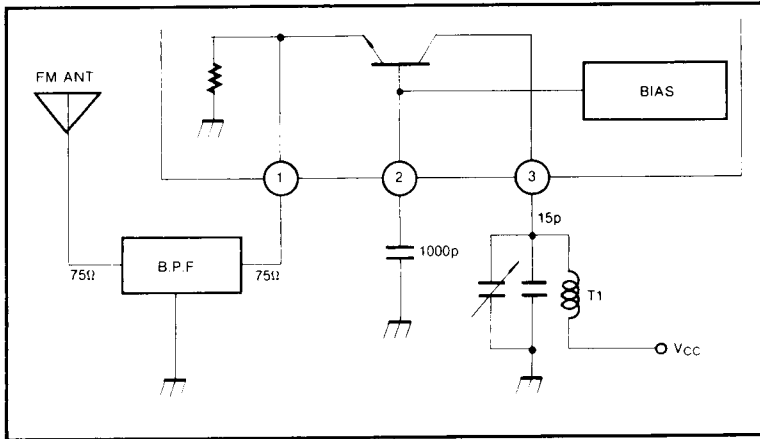 FM ANT
BIAS
1
2
3
15p
1000p
75Ω
B.P.F
75Ω
T1
VCC